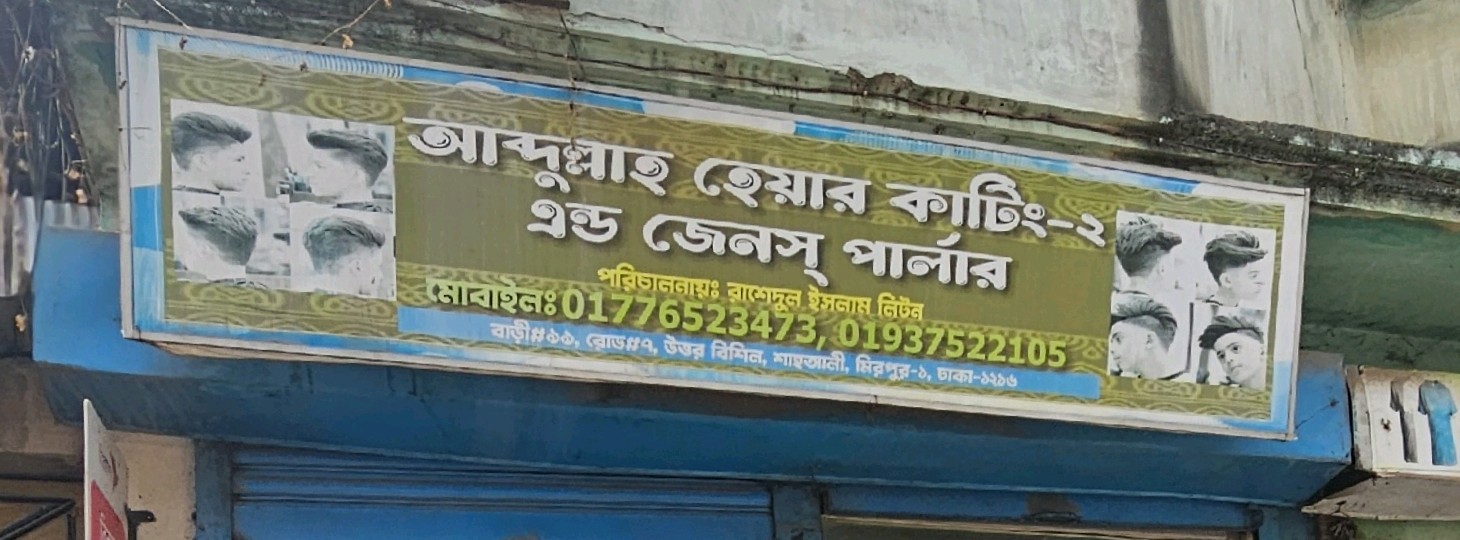 আব্দুল্লাহ হেয়ার কাটিং-২
এন্ড জেনস্ পার্লার
পরিচালনায়ঃ রাশেদুল ইসলাম লিটন
মোবাইলঃ 01776523473, 01937522105
বাড়ী#১১, রোড#৭, উত্তর বিশিল, শাহআলী, মিরপুর-১, ঢাকা-১২১৬